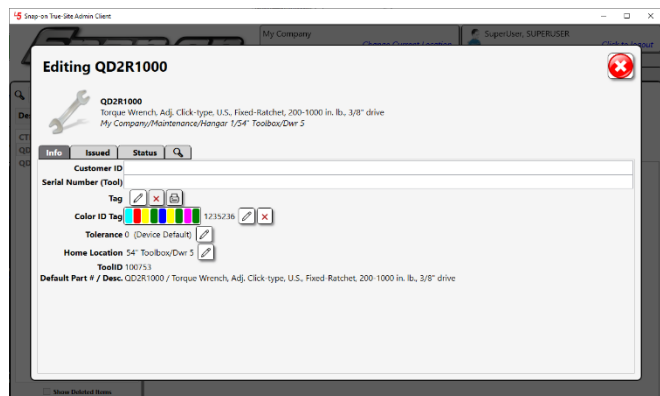 Snap-on True-Site Admin Client
My Company
SuperUser, SUPERUSER
Change Current Location
Click to logout
Editing QD2R1000
QD2R1000
Torque Wrench, Adj. Click-type, U.S., Fixed-Ratchet, 200-1000 in. lb., 3/8" drive
My Company/Maintenance/Hangar 1/54" Toolbox/Dwr 5
Info Issued Status
Customer ID
Serial Number (Tool)
Tag
Color ID Tag 1235236
Tolerance 0 (Device Default)
Home Location 54" Toolbox/Dwr 5
ToolID 100753
Default Part # / Desc. QD2R1000 / Torque Wrench, Adj. Click-type, U.S., Fixed-Ratchet, 200-1000 in. lb., 3/8" drive
Show Deleted Items